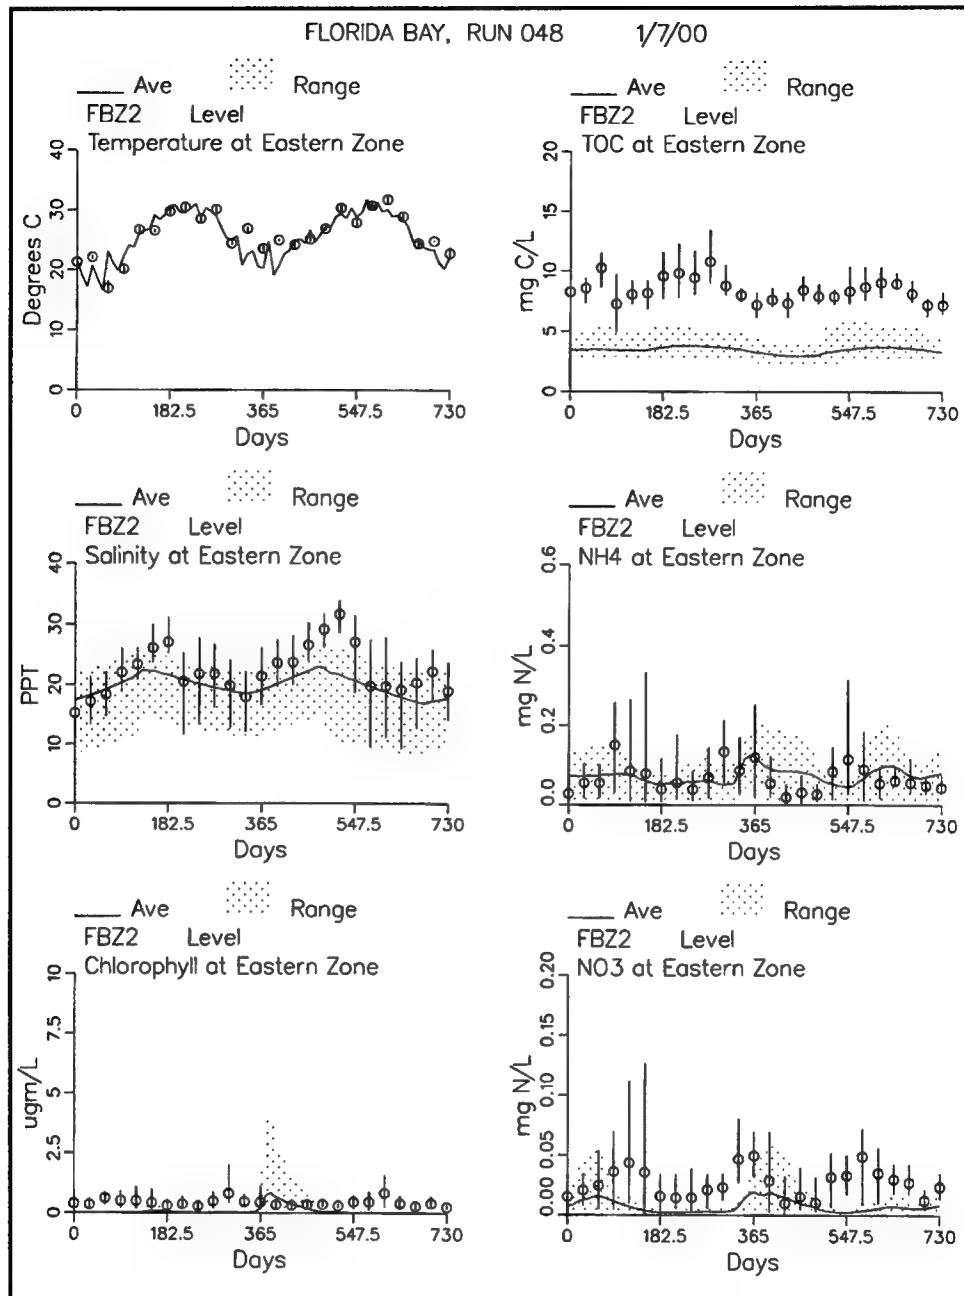 FLORIDA BAY, RUN 048 1/7/00
Ave Range
FBZ2 Level
Temperature at Eastern Zone
Degrees C
0 10 20 30 40
0 182.5 365 547.5 730
Days
Ave Range
FBZ2 Level
TOC at Eastern Zone
mg C/L
0 5 10 15 20
0 182.5 365 547.5 730
Days
Ave Range
FBZ2 Level
Salinity at Eastern Zone
PPT
0 10 20 30 40
0 182.5 365 547.5 730
Days
Ave Range
FBZ2 Level
NH4 at Eastern Zone
mg N/L
0.0 0.2 0.4 0.6
0 182.5 365 547.5 730
Days
Ave Range
FBZ2 Level
Chlorophyll at Eastern Zone
ugm/L
0 2.5 5 7.5 10
0 182.5 365 547.5 730
Days
Ave Range
FBZ2 Level
NO3 at Eastern Zone
mg N/L
0.00 0.05 0.10 0.15 0.20
0 182.5 365 547.5 730
Days